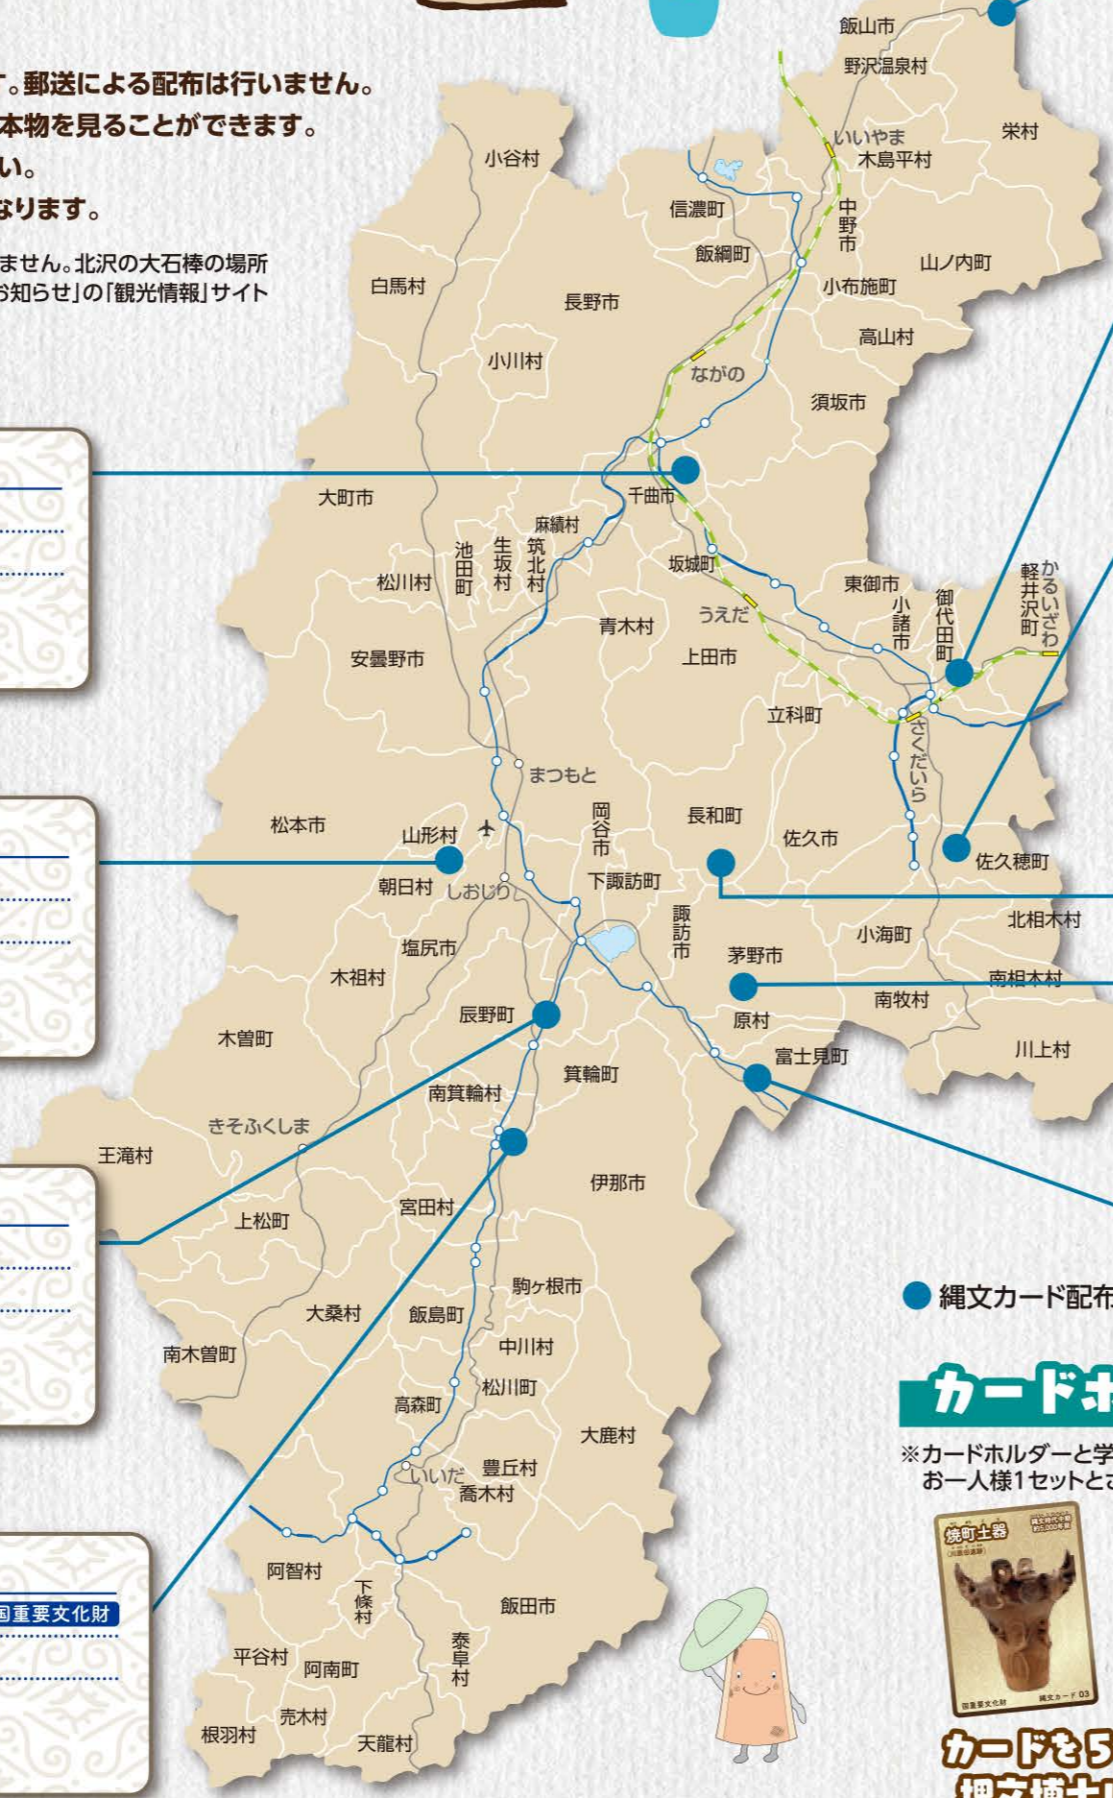 す。郵送による配布は行いません。
本物を見ることができます。
い。
なります。
ません。北沢の大石棒の場所
お知らせ」の「観光情報」サイト
飯山市
野沢温泉村
栄村
いいやま
木島平村
小谷村
信濃町
中野市
飯綱町
山ノ内町
白馬村
長野市
小布施町
高山村
小川村
ながの
須坂市
大町市
千曲市
麻績村
池田町
生坂村
筑北村
坂城町
松川村
東御市
小諸市
御代田町
軽井沢町
かるいざわ
うえだ
青木村
安曇野市
上田市
立科町
さくだいら
まつもと
松本市
山形村
岡谷市
長和町
佐久市
佐久穂町
朝日村
しおじり
下諏訪町
諏訪市
北相木村
塩尻市
小海町
茅野市
木祖村
南相木村
南牧村
辰野町
原村
木曽町
川上村
富士見町
箕輪町
南箕輪村
きそふくしま
王滝村
伊那市
宮田村
上松町
駒ヶ根市
大桑村
飯島町
中川村
南木曽町
松川町
高森町
大鹿村
豊丘村
いいだ
喬木村
阿智村
下條村
飯田市
泰阜村
平谷村
阿南町
売木村
根羽村
天龍村
国重要文化財
縄文カード配布
カードホ
※カードホルダーと学
お一人様1セットとさ
焼町土器
国重要文化財
縄文カード 03
カードを5
埋文博士